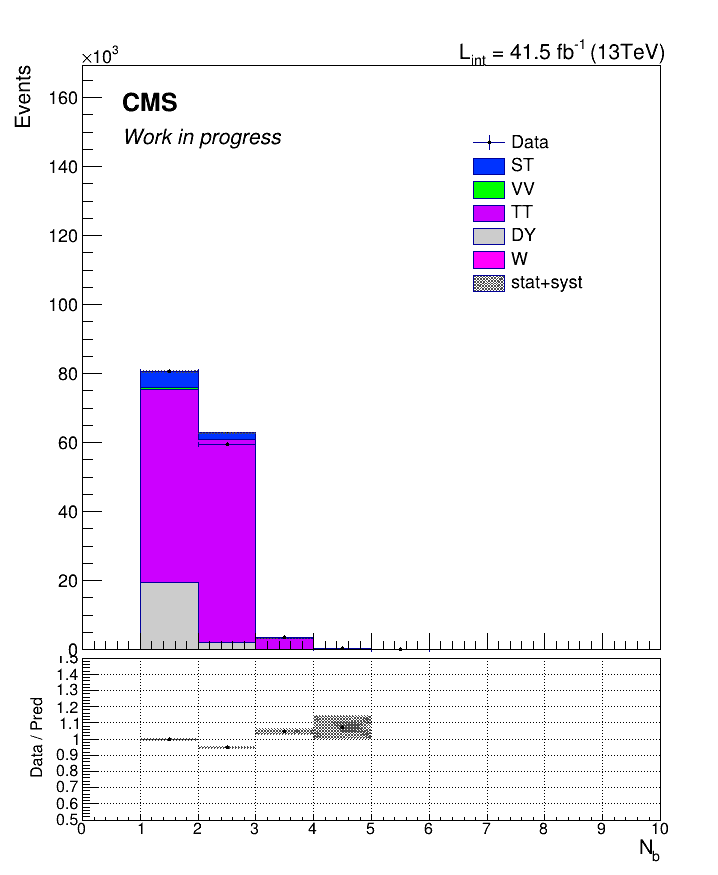 ×10³
L_int = 41.5 fb⁻¹ (13TeV)
Events
CMS
Work in progress
Data
ST
VV
TT
DY
W
stat+syst
160
140
120
100
80
60
40
20
0
Data / Pred
1.5
1.4
1.3
1.2
1.1
1
0.9
0.8
0.7
0.6
0.5
0 1 2 3 4 5 6 7 8 9 10
N_b